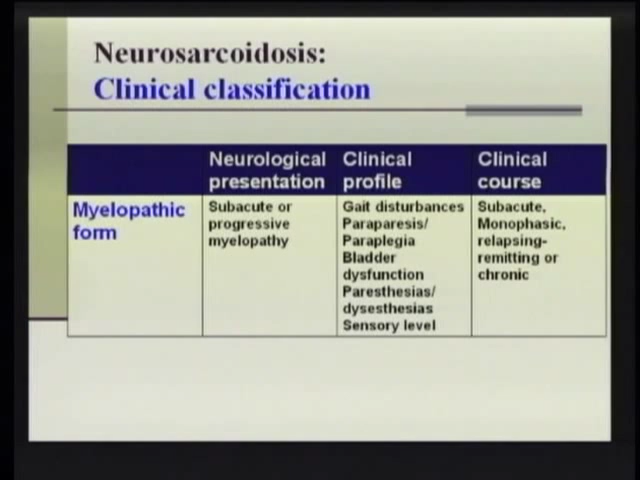 Neurosarcoidosis:
Clinical classification
Neurological presentation
Clinical profile
Clinical course
Myelopathic form
Subacute or
progressive
myelopathy
Gait disturbances
Paraparesis/
Paraplegia
Bladder
dysfunction
Paresthesias/
dysesthesias
Sensory level
Subacute,
Monophasic,
relapsing-
remitting or
chronic